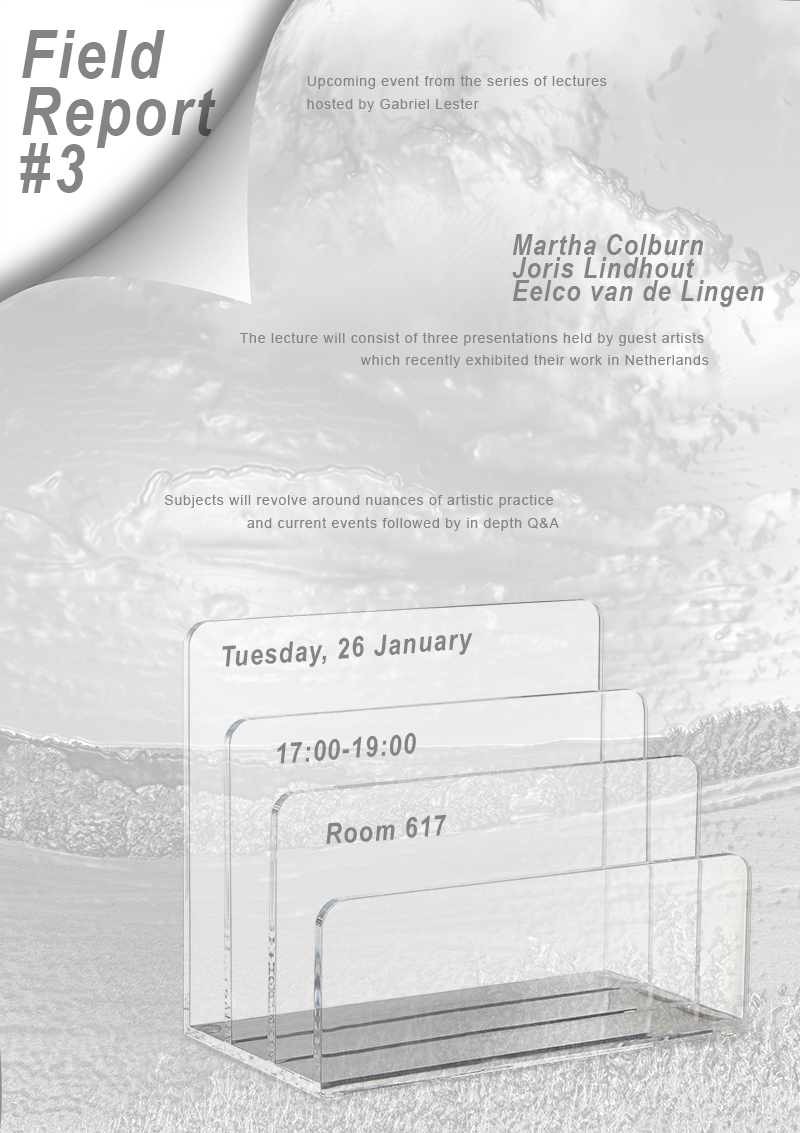 Field
Report
#3
Upcoming event from the series of lectures
hosted by Gabriel Lester
Martha Colburn
Joris Lindhout
Eelco van de Lingen
The lecture will consist of three presentations held by guest artists
which recently exhibited their work in Netherlands
Subjects will revolve around nuances of artistic practice
and current events followed by in depth Q&A
Tuesday, 26 January
17:00-19:00
Room 617